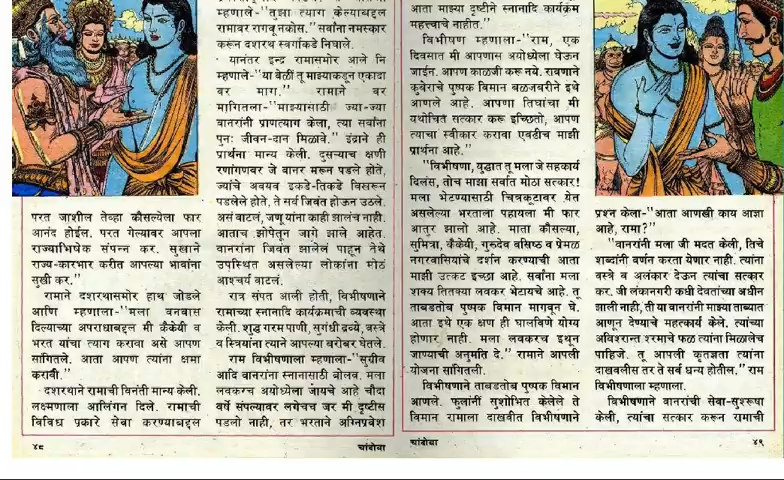 परत जाशील तेव्हा कौसल्येला फार
आनंद होईल. परत गेल्यावर आपला
राज्याभिषेक संपन्न कर. सुखाने
राज्य-कारभार करीत आपल्या भावांना
सुखी कर.''
रामाने दशरथासमोर हाथ जोडले
आणि म्हणाला-''मला वनवास
दिल्याच्या अपराधाबद्दल मी कैकेयी व
भरत यांचा त्याग करावा असे आपण
सांगितले. आता आपण त्यांना क्षमा
करावी.''
दशरथाने रामाची विनंती मान्य केली.
लक्ष्मणाला आलिंगन दिले. रामाची
विविध प्रकारे सेवा करण्याबद्दल
म्हणाले-''तुझा त्याग केल्याबद्दल
रामावर रागवूनकोस.'' सर्वांना नमस्कार
करून दशरथ स्वर्गाकडे निघाले.
यानंतर इन्द्र रामासमोर आले नि
म्हणाले-''या वेळीं तू माझ्याकडून एकादा
वर माग.'' रामाने वर
मागितला-''माझ्यासाठी ज्या-ज्या
वानरांनी प्राणत्याग केला, त्या सर्वांना
पुनः जीवन-दान मिळावे.'' इंद्राने ही
प्रार्थना मान्य केली. दुसऱ्याच क्षणी
रणांगणवर जे वानर मरून पडले होते,
ज्यांचे अवयव इकडे-तिकडे विखरून
पडलेले होते, ते सर्व जिवंत होऊन उठले.
असं वाटलं, जणू यांना काही झालंच नाही.
आताच झोपेतून जागे झाले आहेत.
वानरांना जिवंत झालेलं पाहून नेथे
उपस्थित असलेल्या लोकांना मोठं
आश्चर्य वाटलं.
रात्र संपत आली होती, विभीषणाने
रामाच्या स्नानादि कार्यक्रमाची व्यवस्था
केली. शुद्ध गरम पाणी, सुगंधी द्रव्ये, वस्त्रे
व स्त्रियांना त्याने आपल्या बरोबर घेतले.
राम विभीषणाला म्हणाला-''सुग्रीव
आदि वानरांना स्नानासाठी बोलव. मला
लवकरच अयोध्येला जायचे आहे चौदा
वर्षे संपल्यावर लगेचच जर मी दृष्टीस
पडलो नाही, तर भरताने अग्निप्रवेश
४८
चांदोबा
आता माझ्या दृष्टीने स्नानादि कार्यक्रम
महत्त्वाचे नाहीत.''
विभीषण म्हणाला-''राम, एक
दिवसात मी आपणास अयोध्येला घेऊन
जाईन. आपण काळजी करू नये. रावणाने
कुबेराचे पुष्पक विमान बळजबरीने इथे
आणले आहे. आपणा तिघांचा मी
यथोचित सत्कार करू इच्छितो, आपण
त्याचा स्वीकार करावा एवढीच माझी
प्रार्थना आहे.''
''विभीषणा, युद्धात तू मला जे सहकार्य
दिलंस, तोच माझा सर्वात मोठा सत्कार!
मला भेटण्यासाठी चित्रकूटावर येत
असलेल्या भरताला पहायला मी फार
आतुर झालो आहे. माता कौसल्या,
सुमित्रा, कैकेयी, गुरूदेव वसिष्ठ व प्रेमळ
नगरवासियांचे दर्शन करण्याची आता
माझी उत्कट इच्छा आहे. सर्वांना मला
शक्य तितक्या लवकर भेटायचे आहे. तू
ताबडतोब पुष्पक विमान मागवून घे.
आता इथे एक क्षण ही घालविणे योग्य
होणार नाही. मला लवकरच इथून
जाण्याची अनुमति दे.'' रामाने आपली
योजना सांगितली.
विभीषणाने ताबडतोब पुष्पक विमान
आणले. फुलांनीं सुशोभित केलेले ते
विमान रामाला दाखवीत विभीषणाने
प्रश्न केला-''आता आणखी काय आज्ञा
आहे, रामा?''
''वानरांनी मला जी मदत केली, तिचे
शब्दांनी वर्णन करता येणार नाही. त्यांना
वस्त्रे व अलंकार देऊन त्यांचा सत्कार
कर. जी लंकानगरी कधी देवतांच्या अधीन
झाली नाही, ती या वानरांनी माझ्या ताब्यात
आणून देण्याचे महत्कार्य केले. त्यांच्या
अविश्रान्त श्रमाचे फळ त्यांना मिळालेच
पाहिजे. तू आपली कृतज्ञता त्यांना
दाखवलीस तर ते सर्व धन्य होतील.'' राम
विभीषणाला म्हणाला.
विभीषणाने वानरांची सेवा-सुश्रूषा
केली, त्यांचा सत्कार करून रामाची
चांदोबा
४९